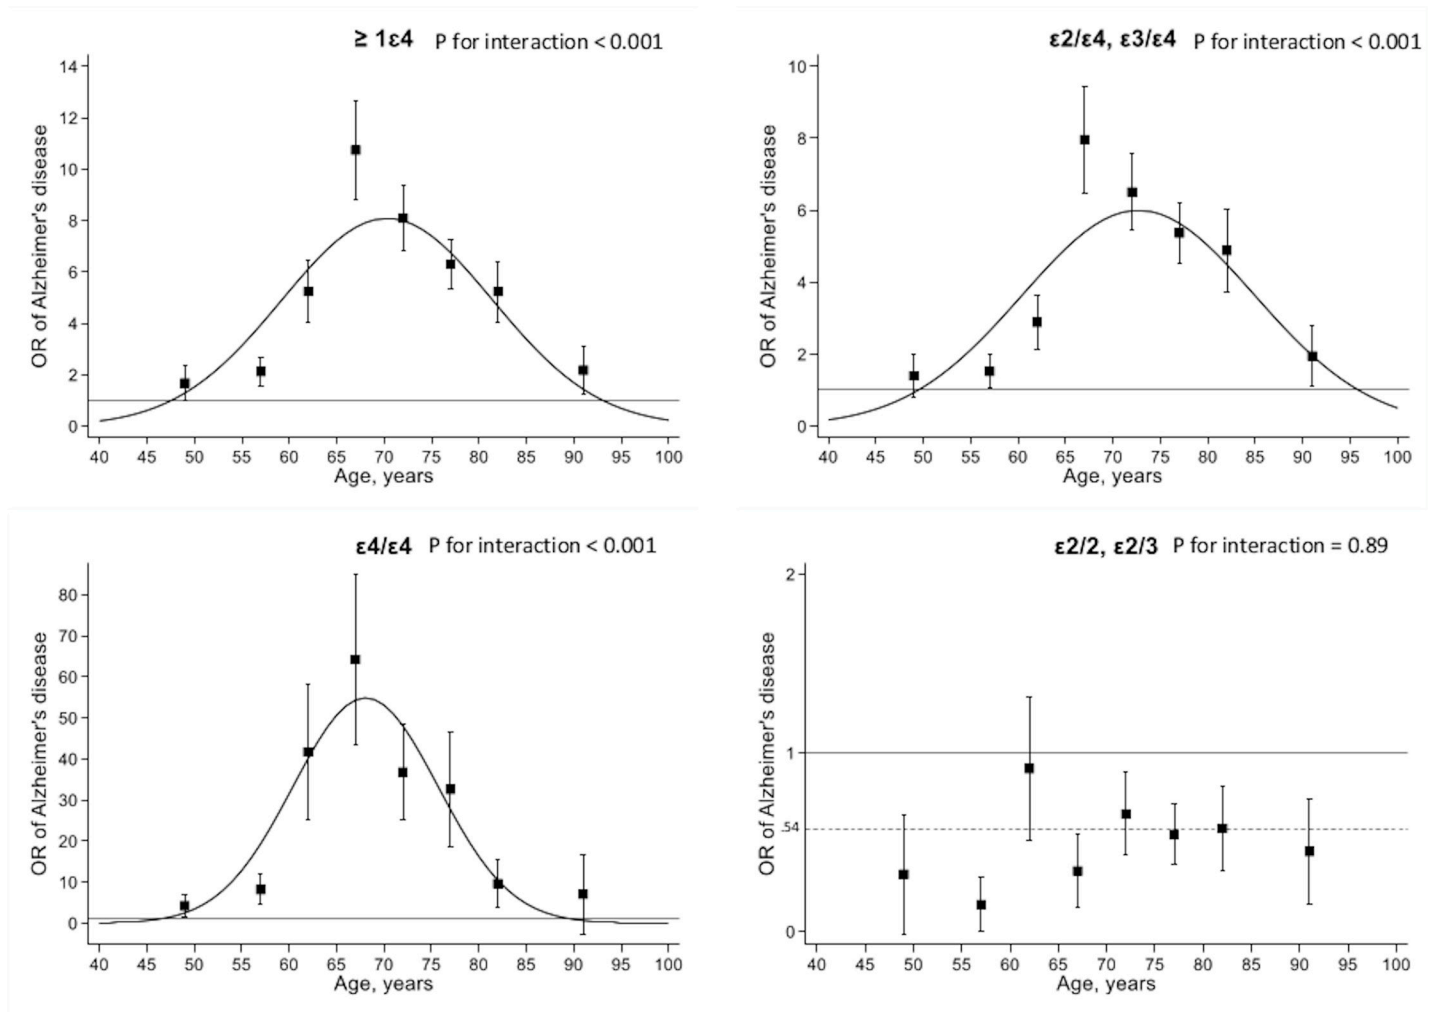 ≥ 1ε4 P for interaction < 0.001
14
12
10
8
6
4
2
0
OR of Alzheimer's disease
40 45 50 55 60 65 70 75 80 85 90 95 100
Age, years
ε2/ε4, ε3/ε4 P for interaction < 0.001
10
8
6
4
2
0
OR of Alzheimer's disease
40 45 50 55 60 65 70 75 80 85 90 95 100
Age, years
ε4/ε4 P for interaction < 0.001
80
70
60
50
40
30
20
10
0
OR of Alzheimer's disease
40 45 50 55 60 65 70 75 80 85 90 95 100
Age, years
ε2/2, ε2/3 P for interaction = 0.89
2
1
.54
0
OR of Alzheimer's disease
40 45 50 55 60 65 70 75 80 85 90 95 100
Age, years